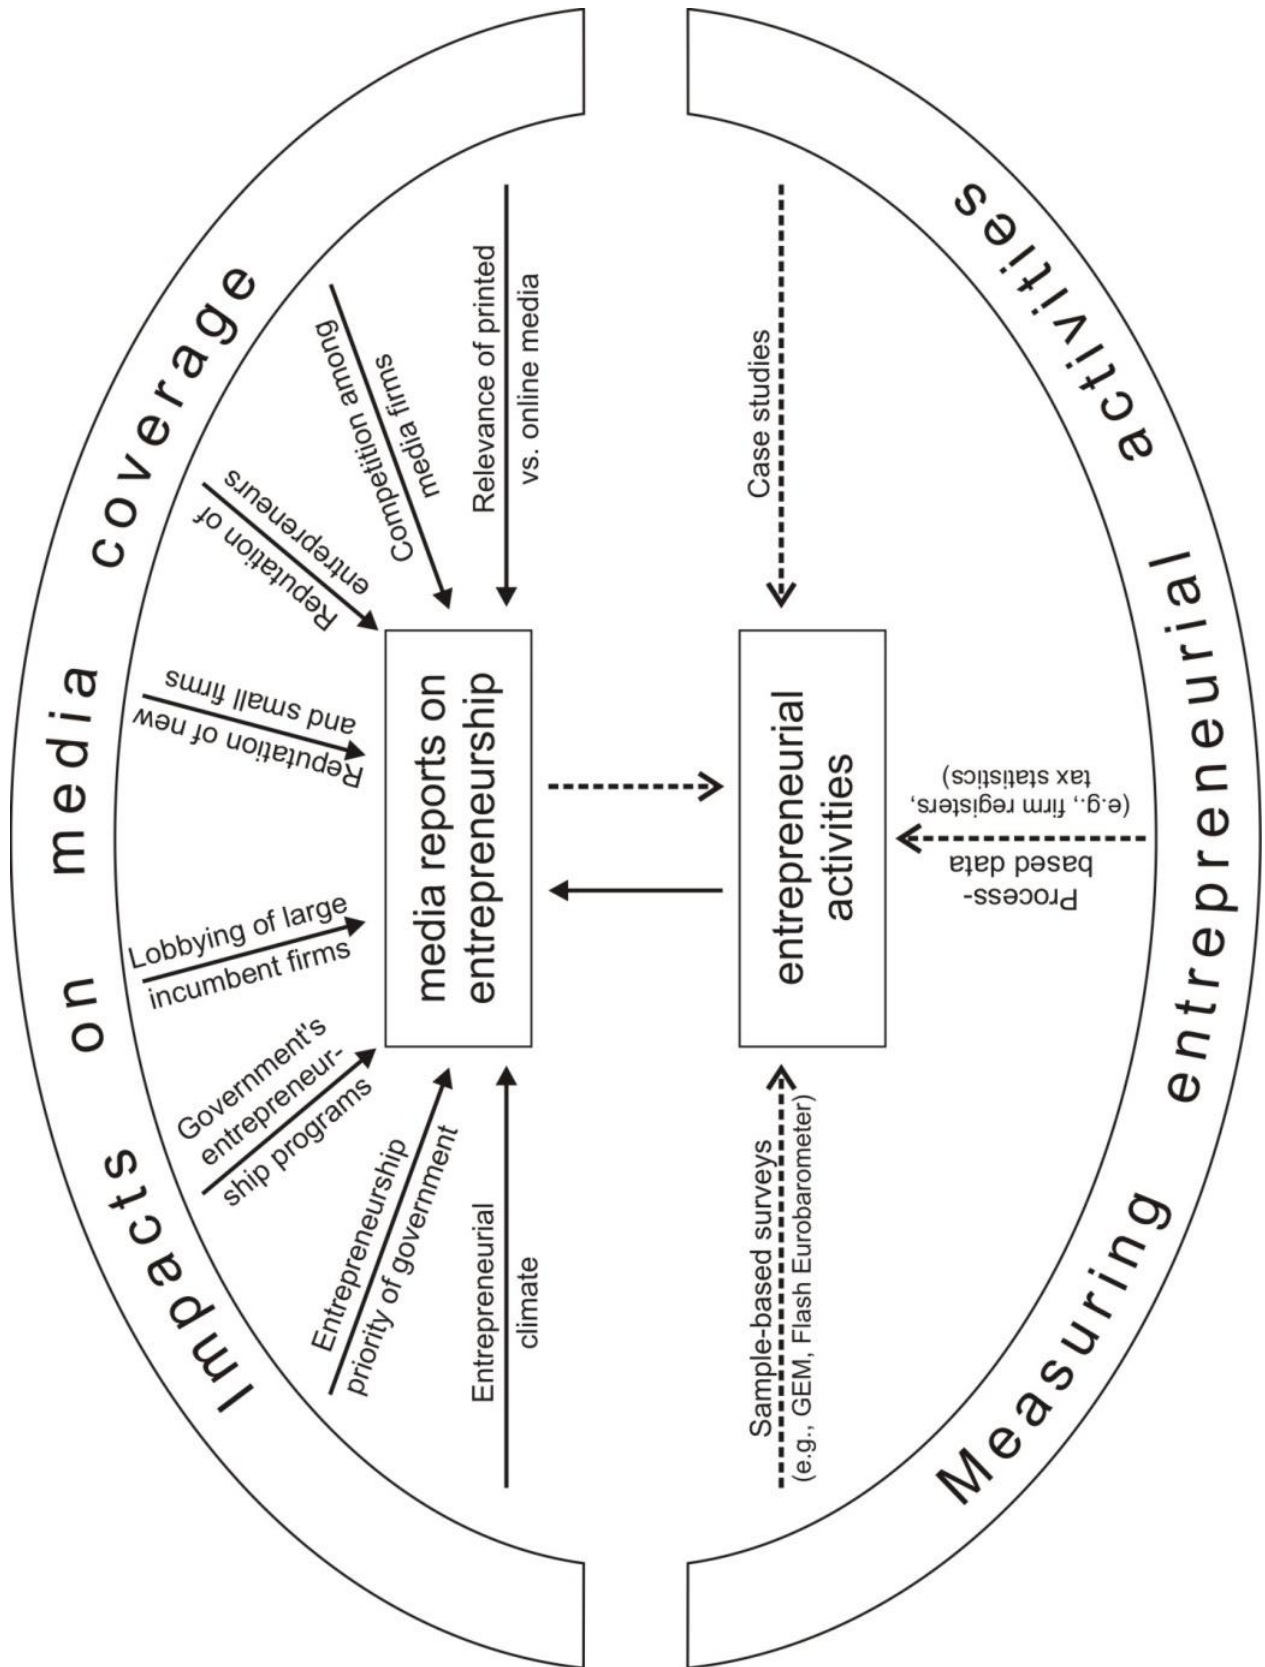 Impacts on media coverage
Entrepreneurial
climate
Entrepreneurship
priority of government
Government's
entrepreneur-
ship programs
Lobbying of large
incumbent firms
Reputation of new
and small firms
Reputation of
entrepreneurs
Competition among
media firms
Relevance of printed
vs. online media
media reports on
entrepreneurship
entrepreneurial
activities
Sample-based surveys
(e.g., GEM, Flash Eurobarometer)
Process-
based data
(e.g., firm registers,
tax statistics)
Case studies
Measuring entrepreneurial activities